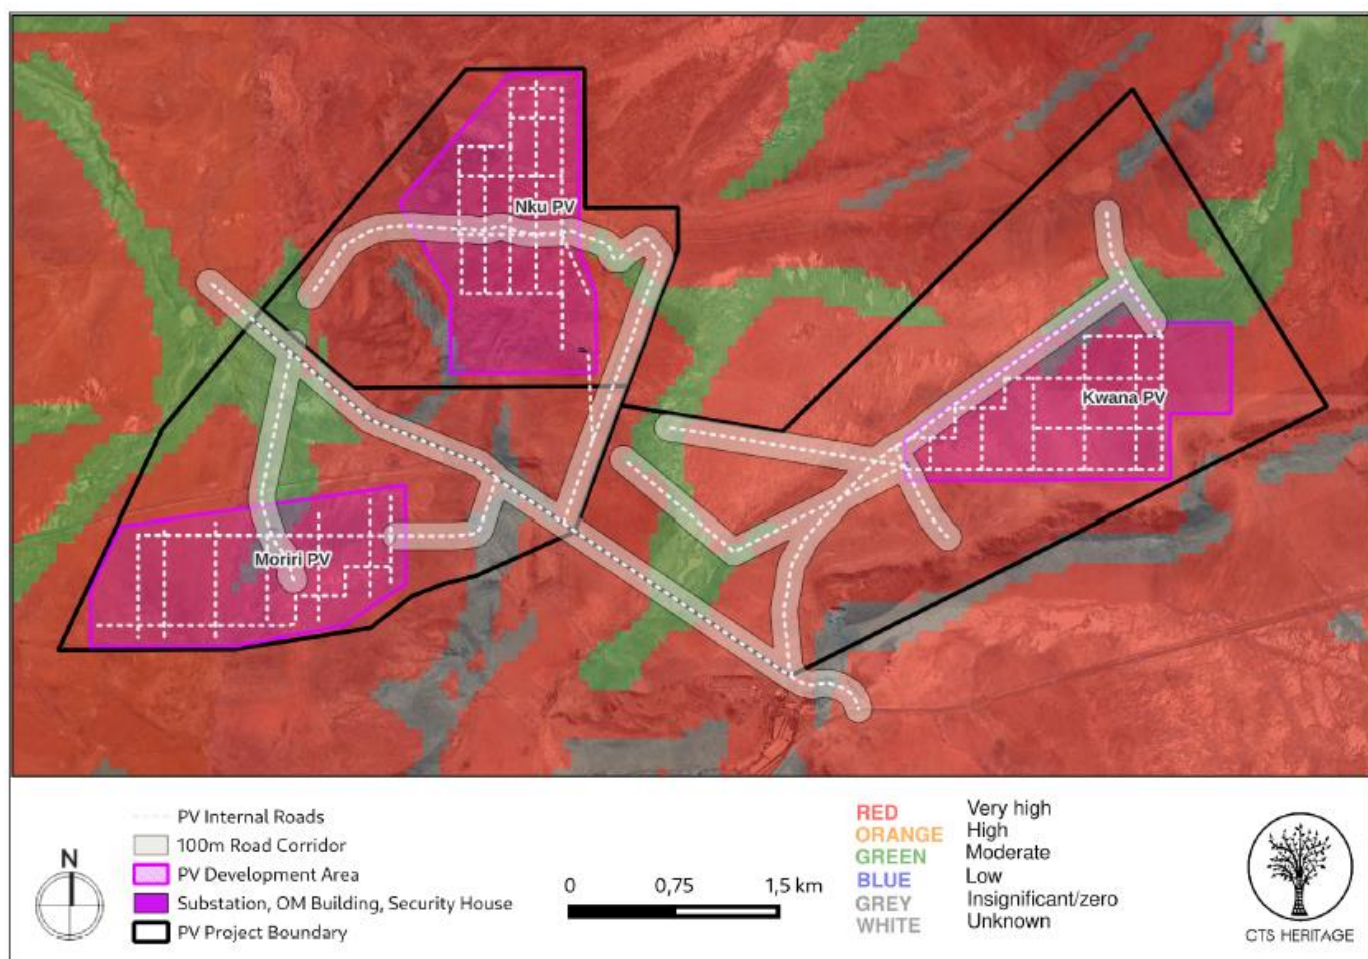 Nku PV
Kwana PV
Moriri PV
N
PV Internal Roads
100m Road Corridor
PV Development Area
Substation, OM Building, Security House
PV Project Boundary
0 0,75 1,5 km
RED Very high
ORANGE High
GREEN Moderate
BLUE Low
GREY Insignificant/zero
WHITE Unknown
CTS HERITAGE